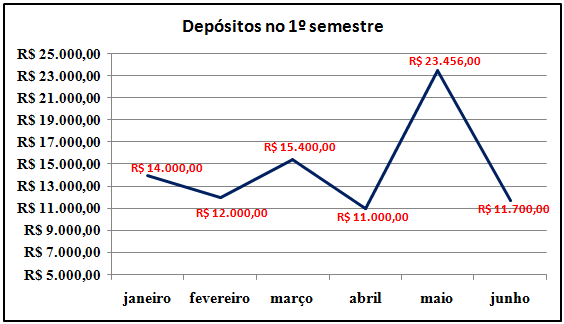 Depósitos no 1º semestre
R$ 25.000,00
R$ 23.000,00
R$ 21.000,00
R$ 19.000,00
R$ 17.000,00
R$ 15.000,00
R$ 13.000,00
R$ 11.000,00
R$ 9.000,00
R$ 7.000,00
R$ 5.000,00
R$ 14.000,00
R$ 12.000,00
R$ 15.400,00
R$ 11.000,00
R$ 23.456,00
R$ 11.700,00
janeiro fevereiro março abril maio junho